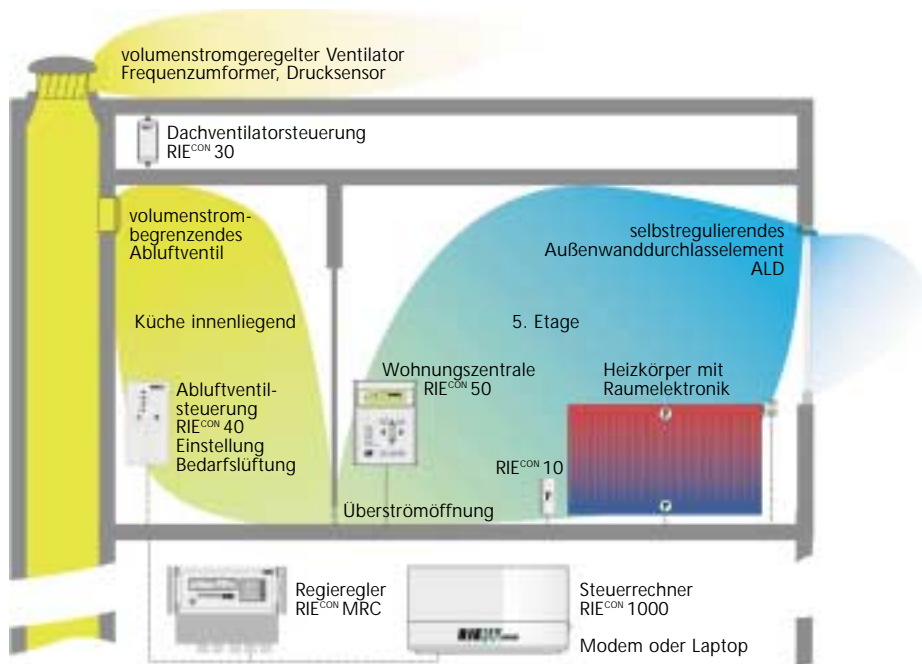 volumenstromgeregelter Ventilator
Frequenzumformer, Drucksensor
Dachventilatorsteuerung
RIECON 30
volumenstrom-
begrenzendes
Abluftventil
selbstregulierendes
Außenwanddurchlasselement
ALD
Küche innenliegend
5. Etage
Abluftventil-
steuerung
RIECON 40
Einstellung
Bedarfslüftung
Wohnungszentrale
RIECON 50
Heizkörper mit
Raumelektronik
RIECON 10
Überströmöffnung
Regieregler
RIECON MRC
Steuerrechner
RIECON 1000
Modem oder Laptop